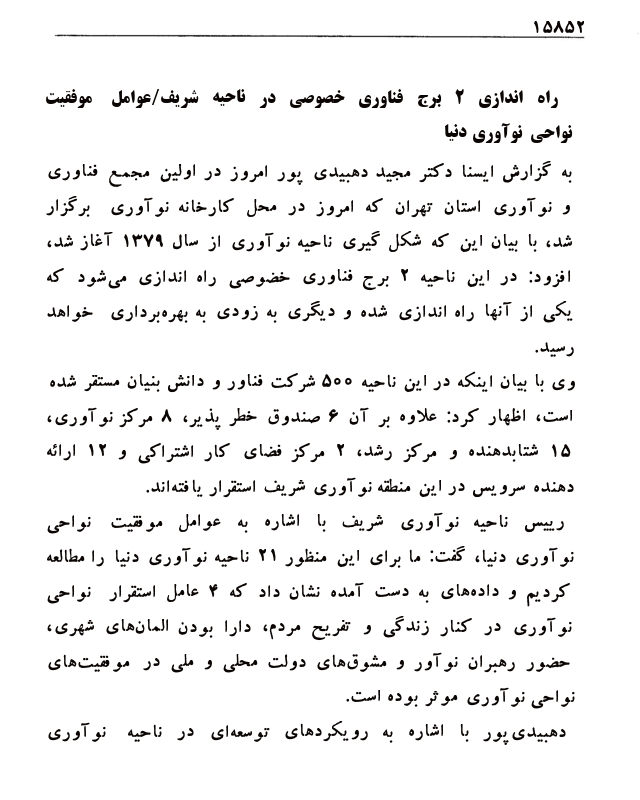 ۱۵۸۵۲
راه اندازی ۲ برج فناوری خصوصی در ناحیه شریف/عوامل موفقیت
نواحی نوآوری دنیا
به گزارش ایسنا دکتر مجید دهبیدی پور امروز در اولین مجمع فناوری
و نوآوری استان تهران که امروز در محل کارخانه نوآوری برگزار
شد، با بیان این که شکل گیری ناحیه نوآوری از سال ۱۳۷۹ آغاز شد،
افزود: در این ناحیه ۲ برج فناوری خضوصی راه اندازی می‌شود که
یکی از آنها راه اندازی شده و دیگری به زودی به بهره‌برداری خواهد
رسید.
وی با بیان اینکه در این ناحیه ۵۰۰ شرکت فناور و دانش بنیان مستقر شده
است، اظهار کرد: علاوه بر آن ۶ صندوق خطر پذیر، ۸ مرکز نوآوری،
۱۵ شتابدهنده و مرکز رشد، ۲ مرکز فضای کار اشتراکی و ۱۲ ارائه
دهنده سرویس در این منطقه نوآوری شریف استقرار یافته‌اند.
رییس ناحیه نوآوری شریف با اشاره به عوامل موفقیت نواحی
نوآوری دنیا، گفت: ما برای این منظور ۲۱ ناحیه نوآوری دنیا را مطالعه
کردیم و داده‌های به دست آمده نشان داد که ۴ عامل استقرار نواحی
نوآوری در کنار زندگی و تفریح مردم، دارا بودن المان‌های شهری،
حضور رهبران نوآور و مشوق‌های دولت محلی و ملی در موفقیت‌های
نواحی نوآوری موثر بوده است.
دهبیدی‌پور با اشاره به رویکردهای توسعه‌ای در ناحیه نوآوری